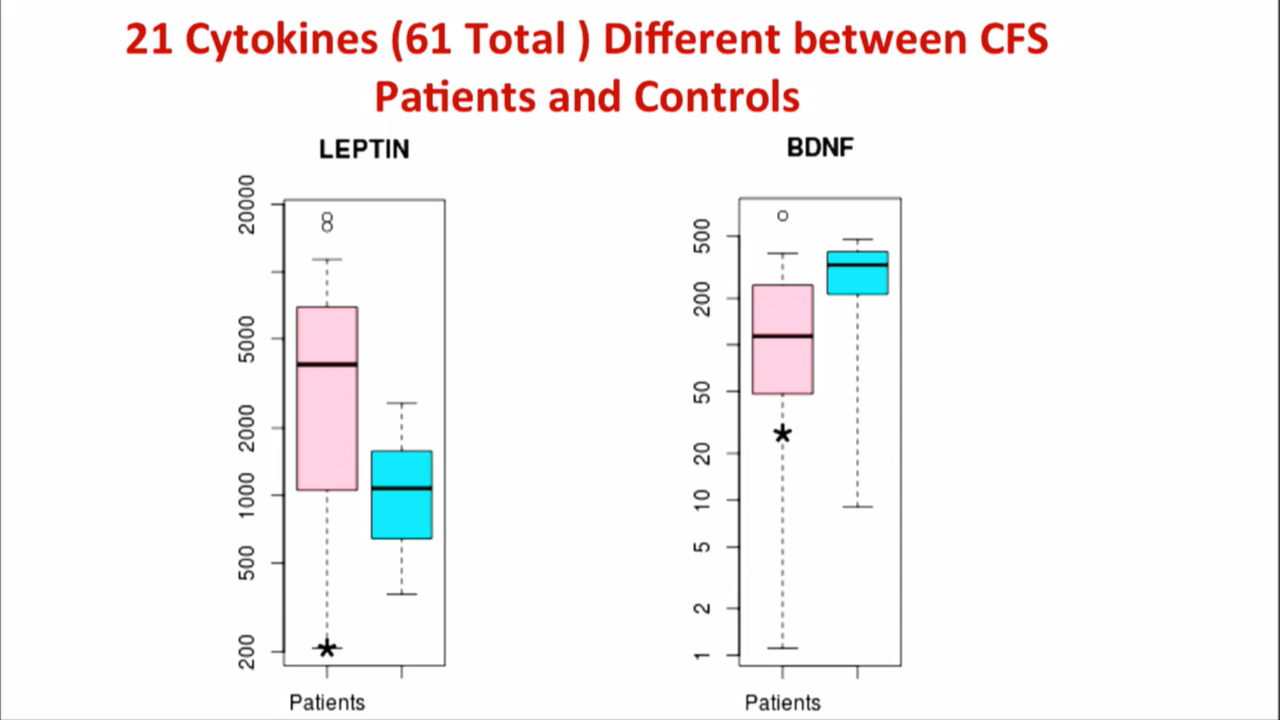 21 Cytokines (61 Total ) Different between CFS
Patients and Controls
LEPTIN
20000
5000
2000
1000
500
200
Patients
BDNF
500
200
50
20
10
5
2
1
Patients